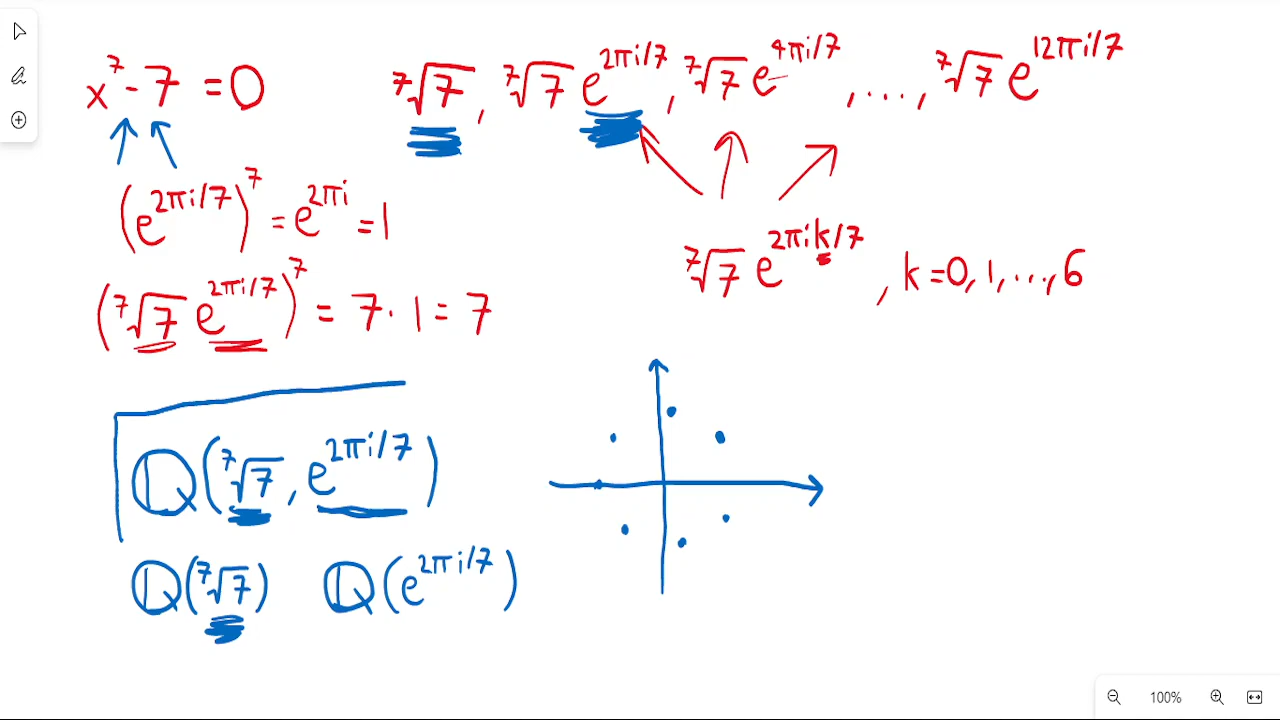 x⁷ - 7 = 0
⁷√7, ⁷√7 e^{2πi/7}, ⁷√7 e^{4πi/7}, ..., ⁷√7 e^{12πi/7}
(e^{2πi/7})⁷ = e^{2πi} = 1
⁷√7 e^{2πik/7}, k = 0, 1, ..., 6
(⁷√7 e^{2πi/7})⁷ = 7 · 1 = 7
ℚ(⁷√7, e^{2πi/7})
ℚ(⁷√7) ℚ(e^{2πi/7})
100%